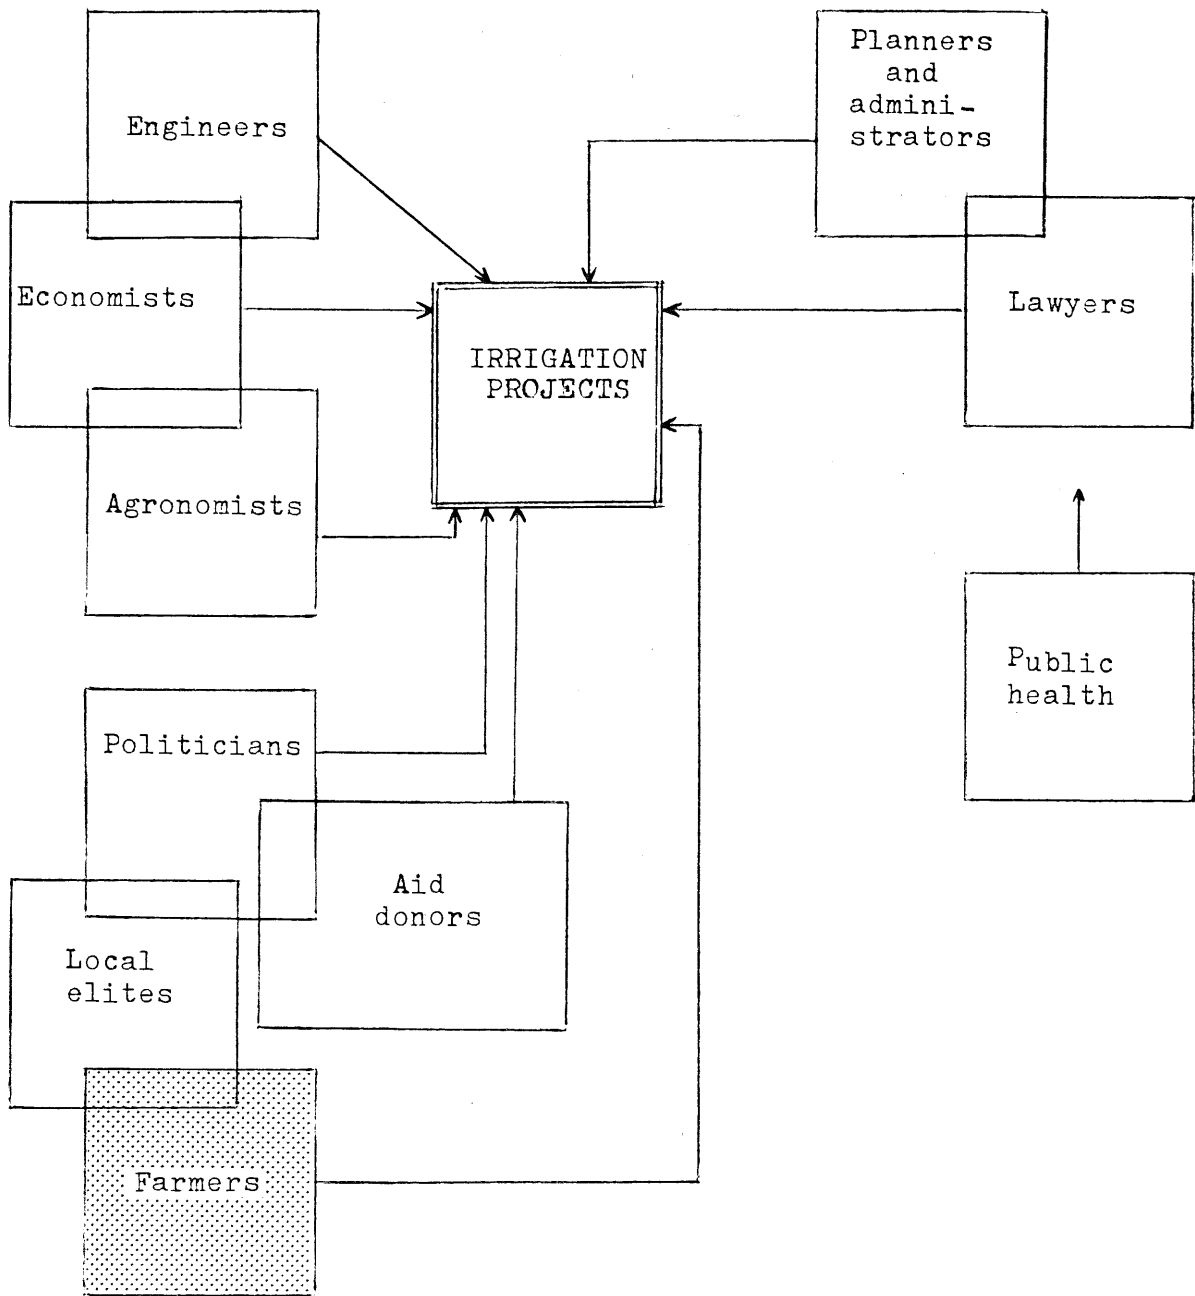 Engineers
Planners
and
admini-
strators
Economists
Lawyers
IRRIGATION
PROJECTS
Agronomists
Public
health
Politicians
Aid
donors
Local
elites
Farmers